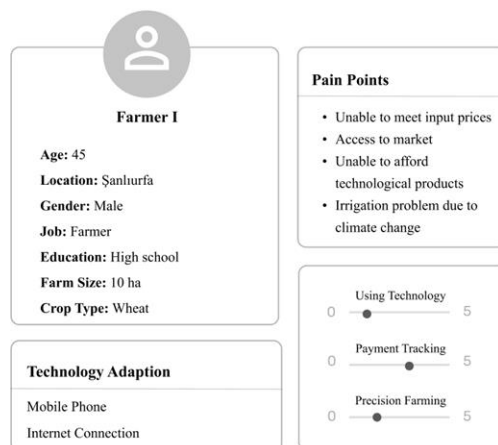 Farmer I
Age: 45
Location: Şanlıurfa
Gender: Male
Job: Farmer
Education: High school
Farm Size: 10 ha
Crop Type: Wheat
Technology Adaption
Mobile Phone
Internet Connection
Pain Points
• Unable to meet input prices
• Access to market
• Unable to afford
technological products
• Irrigation problem due to
climate change
Using Technology
0 5
Payment Tracking
0 5
Precision Farming
0 5